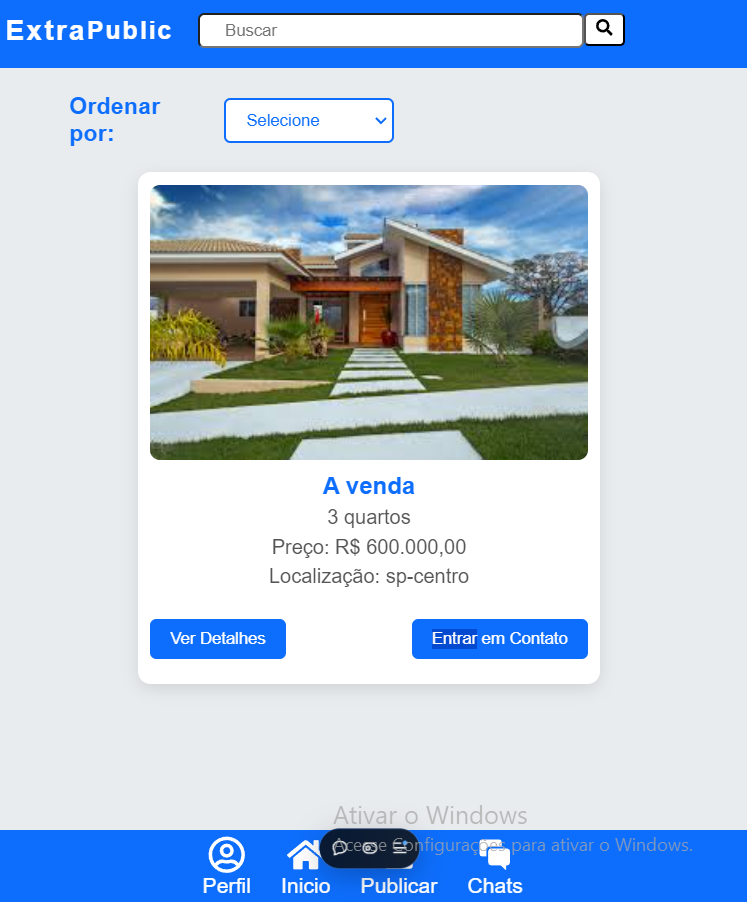 ExtraPublic
Buscar
Ordenar
por:
Selecione
A venda
3 quartos
Preço: R$ 600.000,00
Localização: sp-centro
Ver Detalhes
Entrar em Contato
Ativar o Windows
Acesse Configurações para ativar o Windows.
Perfil
Inicio
Publicar
Chats